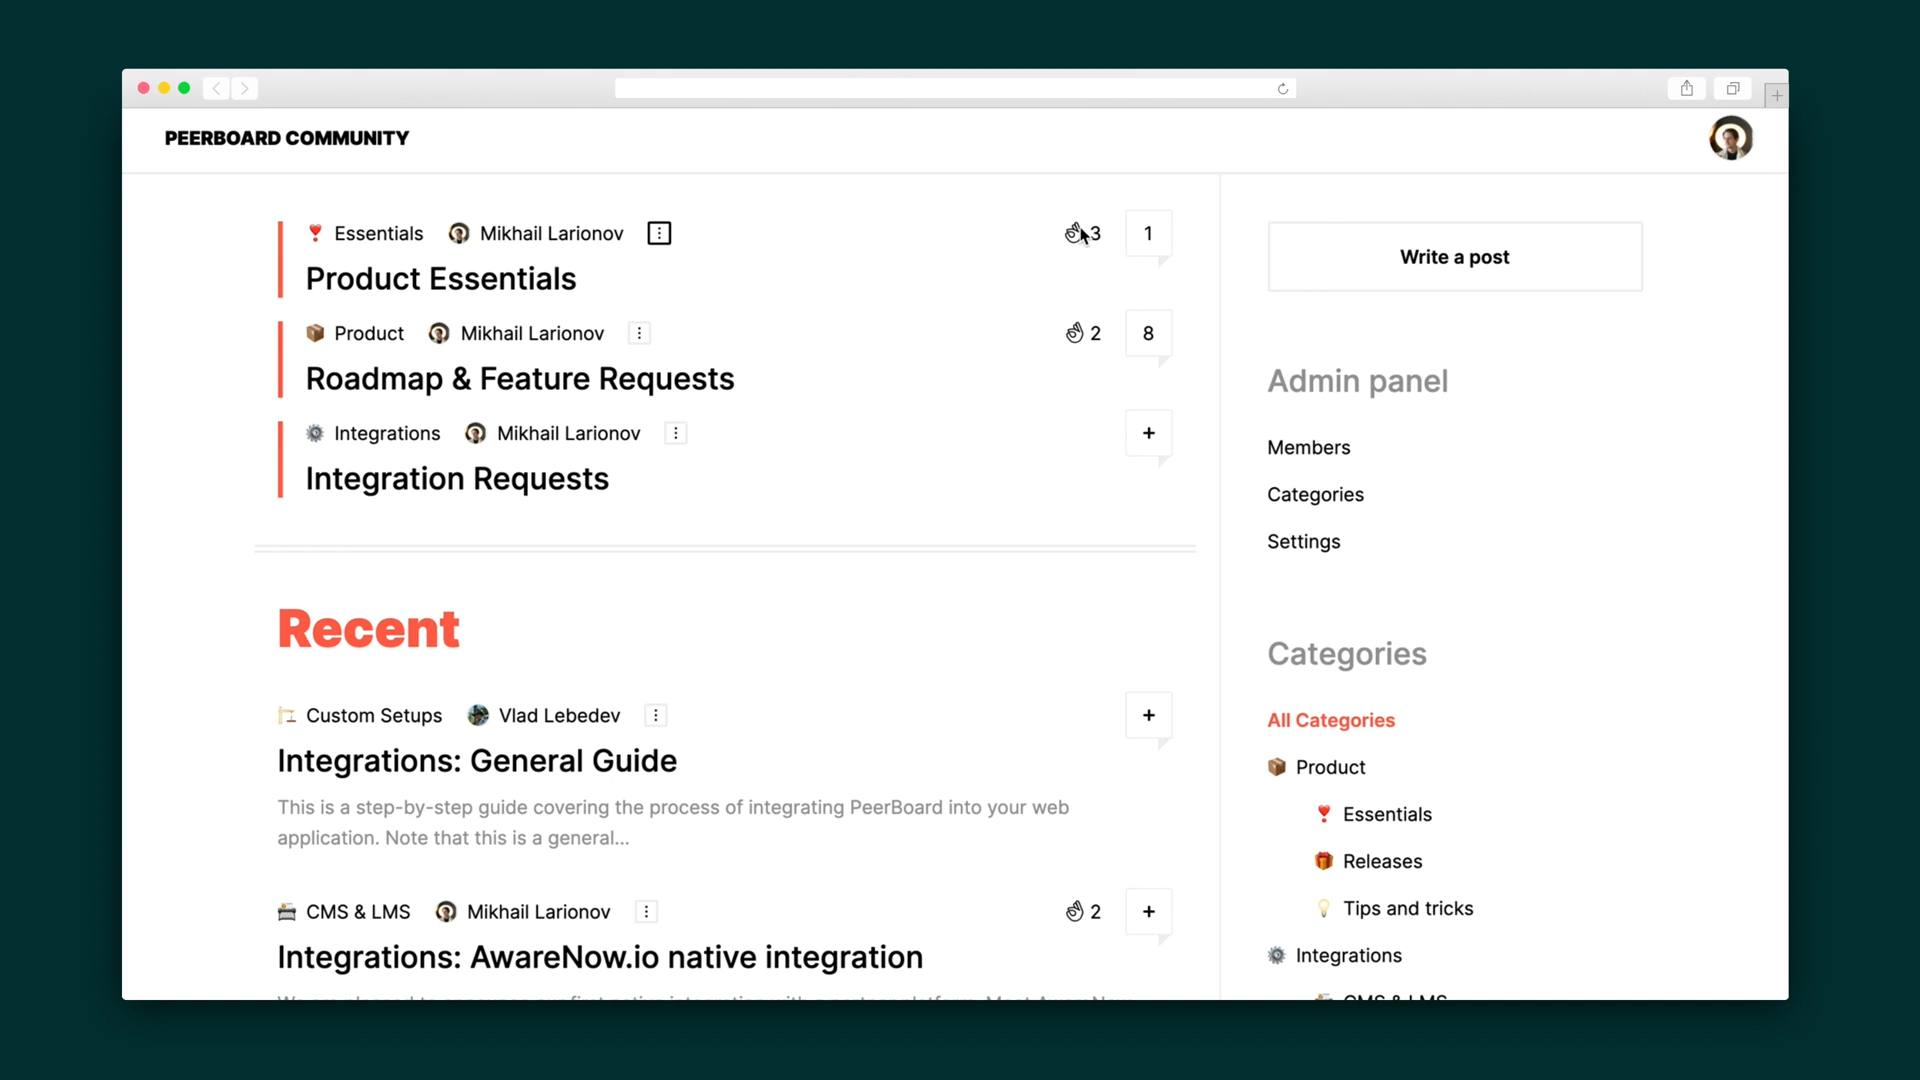 PEERBOARD COMMUNITY
Essentials Mikhail Larionov 3 1
Product Essentials
Product Mikhail Larionov 2 8
Roadmap & Feature Requests
Integrations Mikhail Larionov +
Integration Requests
Recent
Custom Setups Vlad Lebedev +
Integrations: General Guide
This is a step-by-step guide covering the process of integrating PeerBoard into your web
application. Note that this is a general...
CMS & LMS Mikhail Larionov 2 +
Integrations: AwareNow.io native integration
Write a post
Admin panel
Members
Categories
Settings
Categories
All Categories
Product
Essentials
Releases
Tips and tricks
Integrations
CMS & LMS